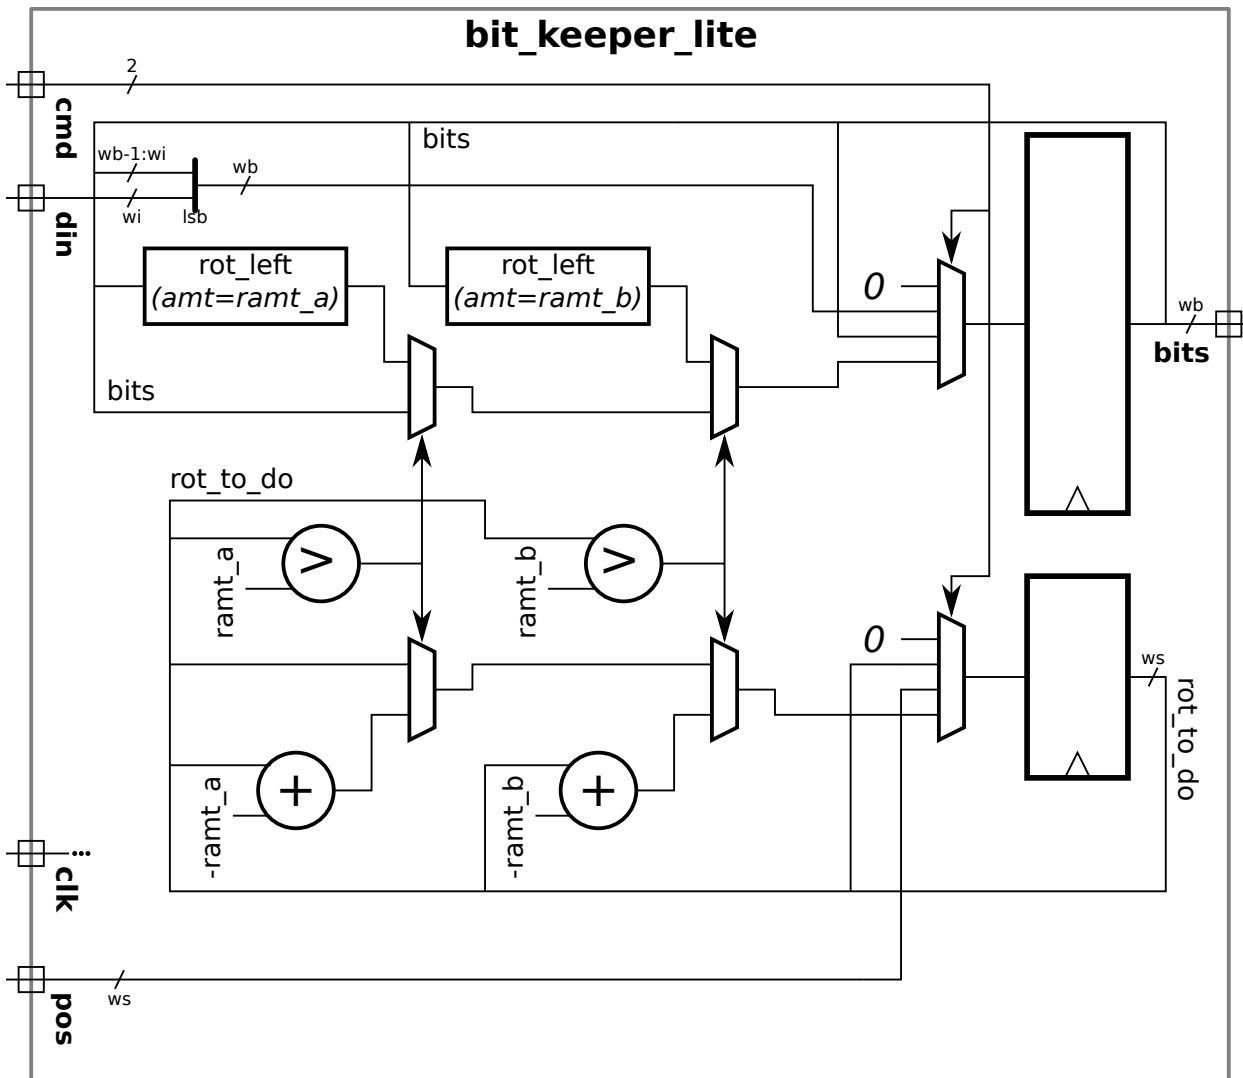 bit_keeper_lite
2
cmd
bits
wb-1:wi
wb
din
wi
lsb
rot_left
(amt=ramt_a)
rot_left
(amt=ramt_b)
0
wb
bits
bits
rot_to_do
ramt_a
>
ramt_b
>
0
ws
rot_to_do
-ramt_a
+
-ramt_b
+
clk
...
pos
ws